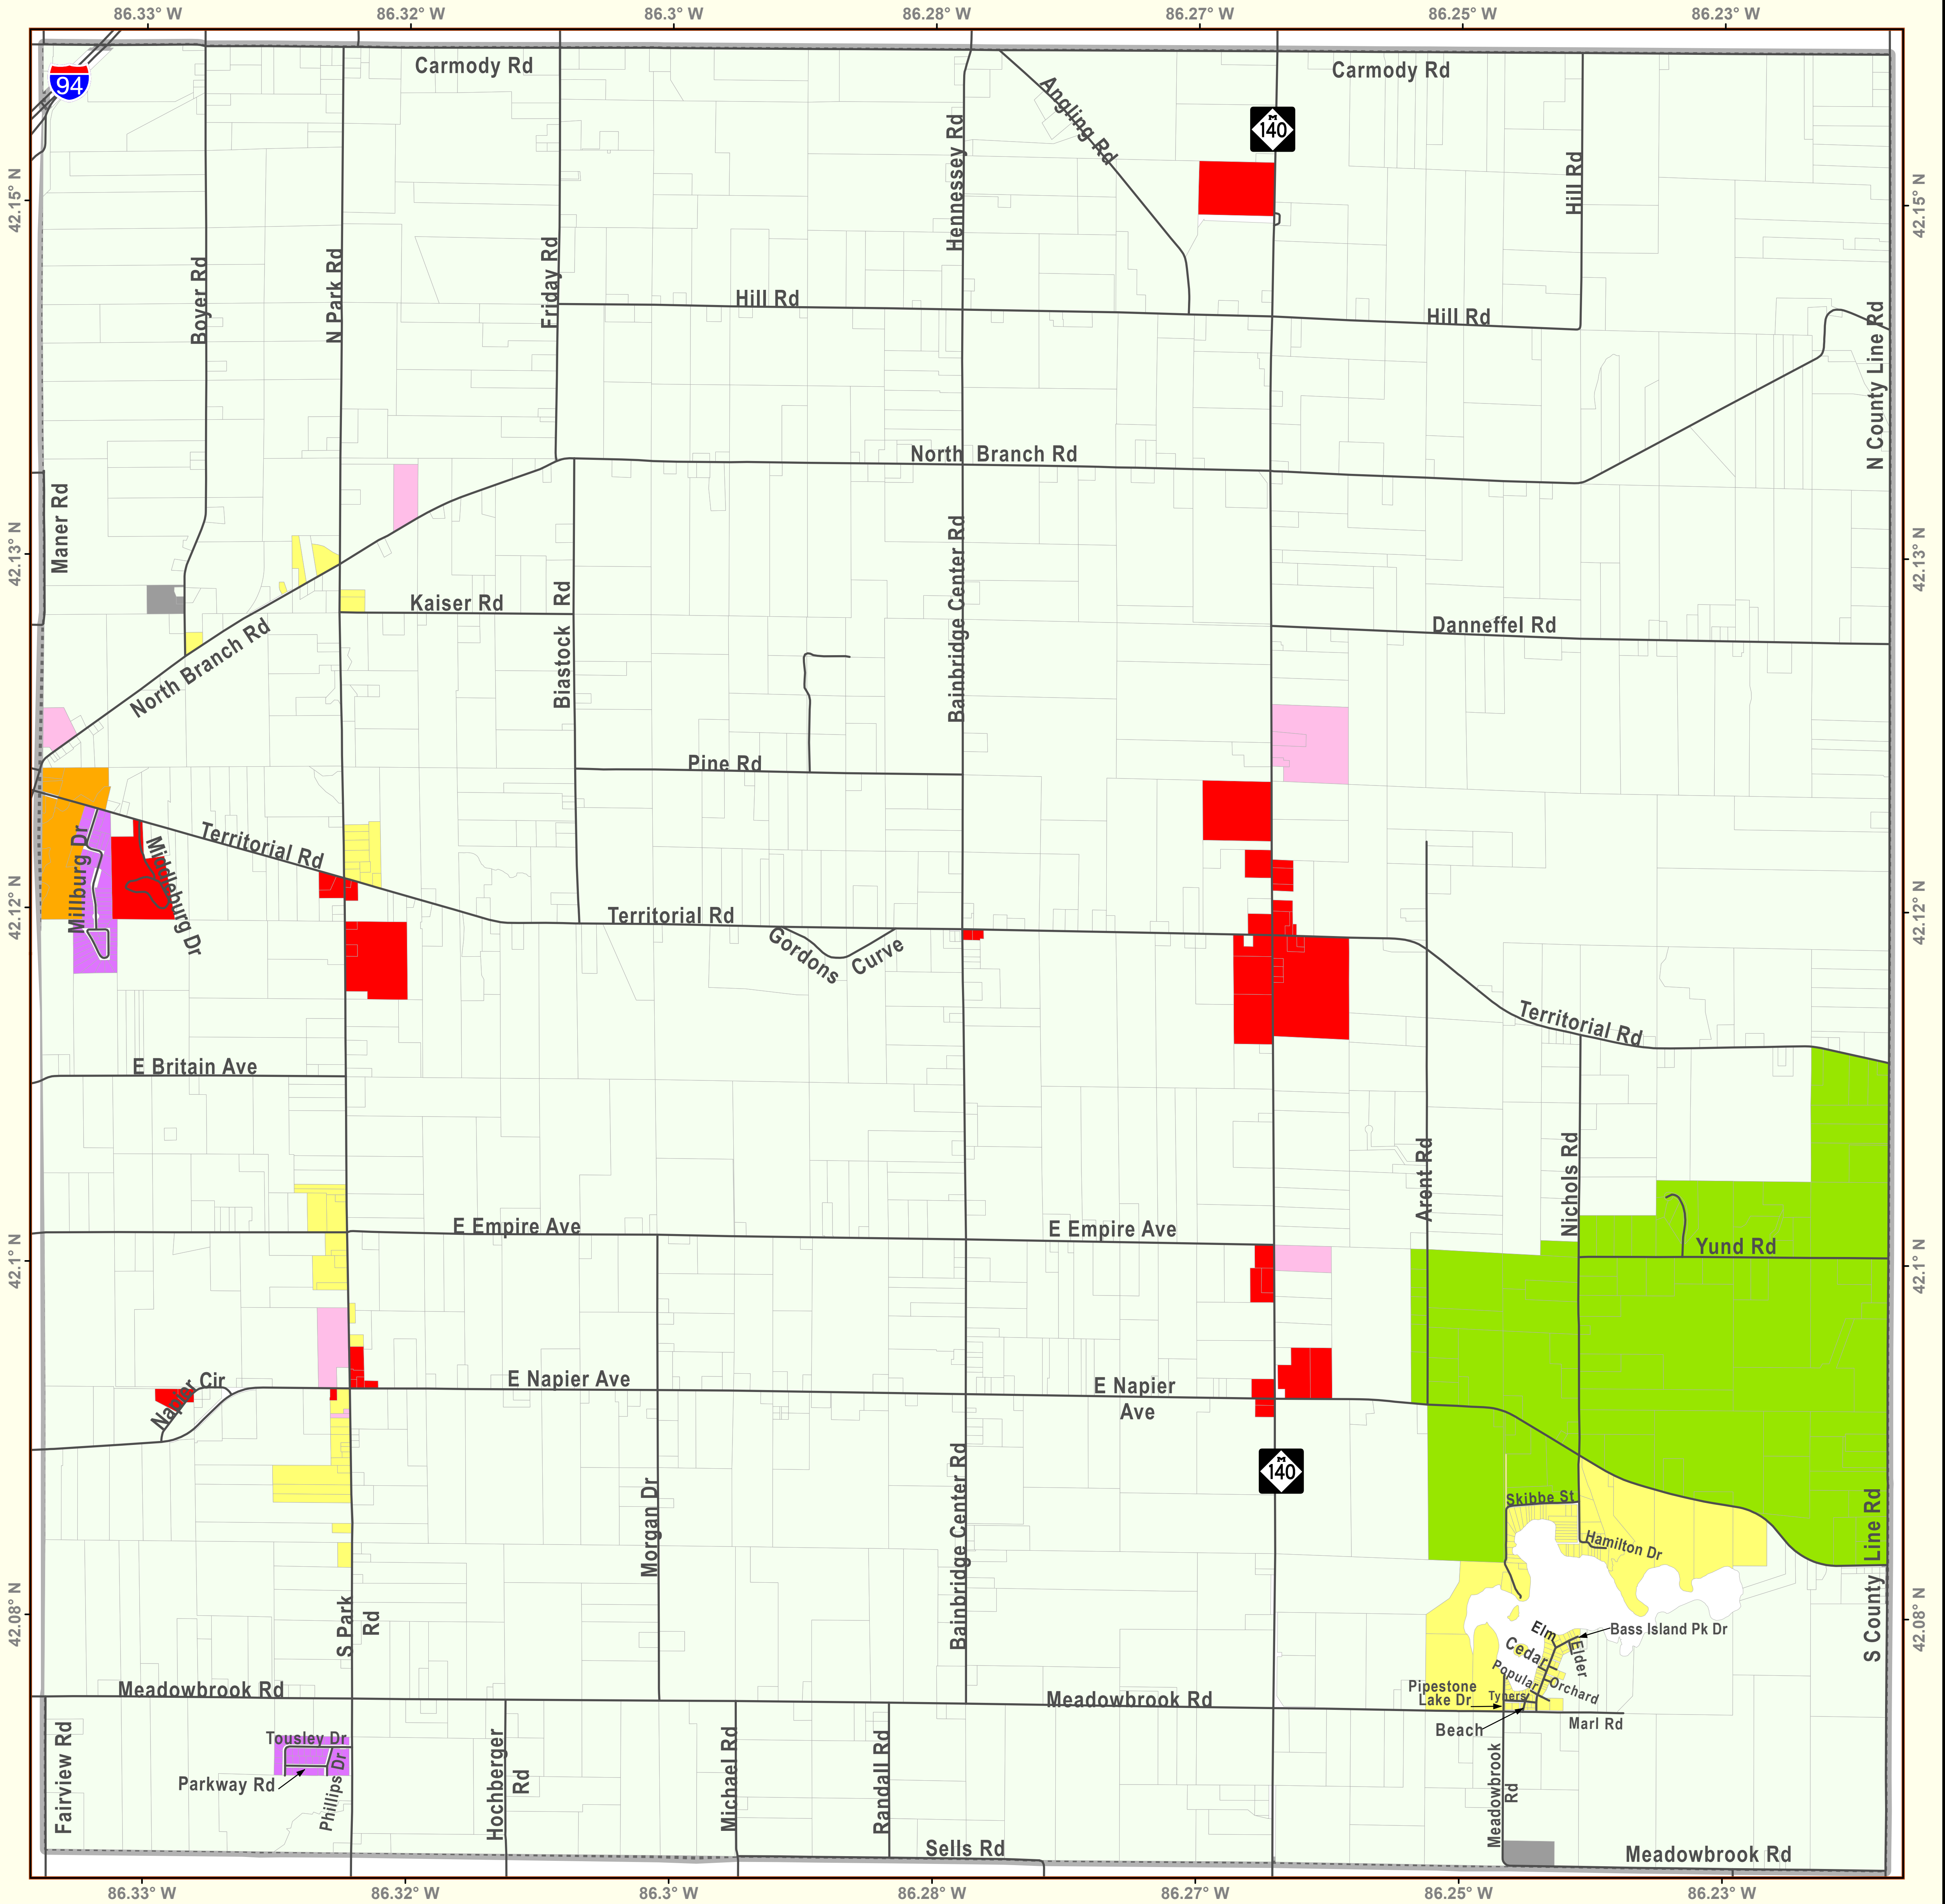 86.33° W
86.32° W
86.3° W
86.28° W
86.27° W
86.25° W
86.23° W
94
Carmody Rd
Carmody Rd
Angling Rd
M
140
Hennessey Rd
Hill Rd
42.15° N
42.15° N
Boyer Rd
N Park Rd
Friday Rd
Hill Rd
Hill Rd
N County Line Rd
North Branch Rd
Maner Rd
42.13° N
42.13° N
Bainbridge Center Rd
Kaiser Rd
Biastock Rd
Danneffel Rd
North Branch Rd
Pine Rd
Territorial Rd
Millburg Dr
Middleburg Dr
42.12° N
42.12° N
Territorial Rd
Gordons Curve
Territorial Rd
E Britain Ave
Arent Rd
Nichols Rd
E Empire Ave
E Empire Ave
Yund Rd
42.1° N
42.1° N
Napier Cir
E Napier Ave
E Napier
Ave
M
140
Bainbridge Center Rd
Morgan Dr
Skibbe St
Hamilton Dr
S County Line Rd
42.08° N
42.08° N
S Park
Rd
Elm
Bass Island Pk Dr
Cedar
Elder
Popular
Orchard
Pipestone
Lake Dr
Tyners
Beach
Marl Rd
Meadowbrook Rd
Meadowbrook Rd
Fairview Rd
Tousley Dr
Parkway Rd
Phillips Dr
Hochberger
Rd
Michael Rd
Randall Rd
Meadowbrook
Rd
Sells Rd
Meadowbrook Rd
86.33° W
86.32° W
86.3° W
86.28° W
86.27° W
86.25° W
86.23° W